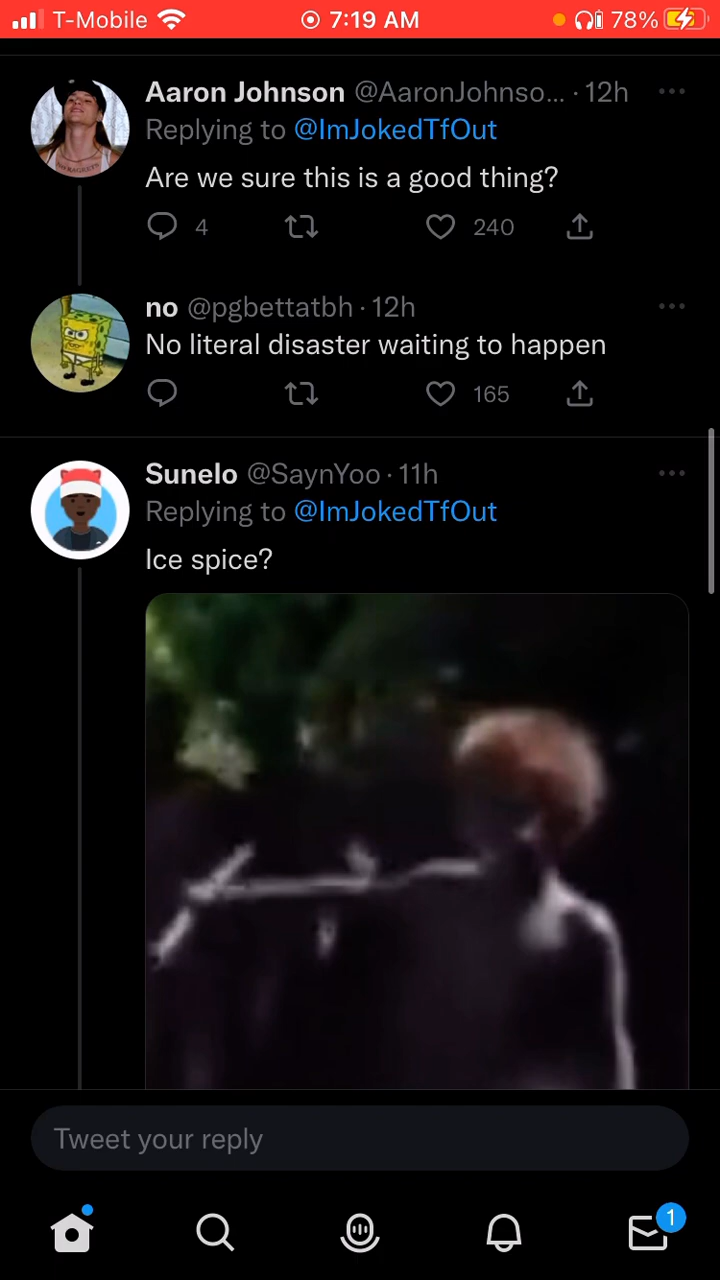 T-Mobile 7:19 AM 78%
Aaron Johnson @AaronJohnso... · 12h
Replying to @ImJokedTfOut
Are we sure this is a good thing?
4 240
no @pgbettatbh · 12h
No literal disaster waiting to happen
165
Sunelo @SaynYoo · 11h
Replying to @ImJokedTfOut
Ice spice?
Tweet your reply
1